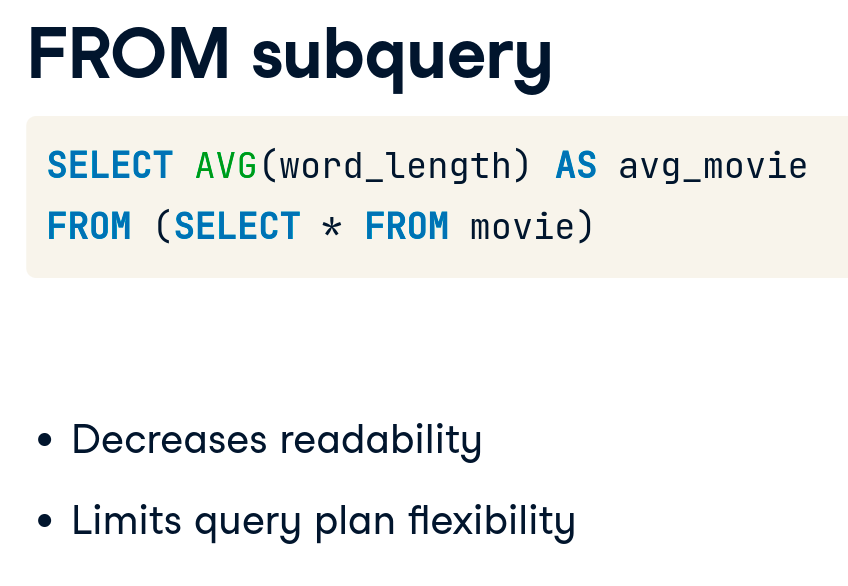 FROM subquery
SELECT AVG(word_length) AS avg_movie
FROM (SELECT * FROM movie)
• Decreases readability
• Limits query plan flexibility